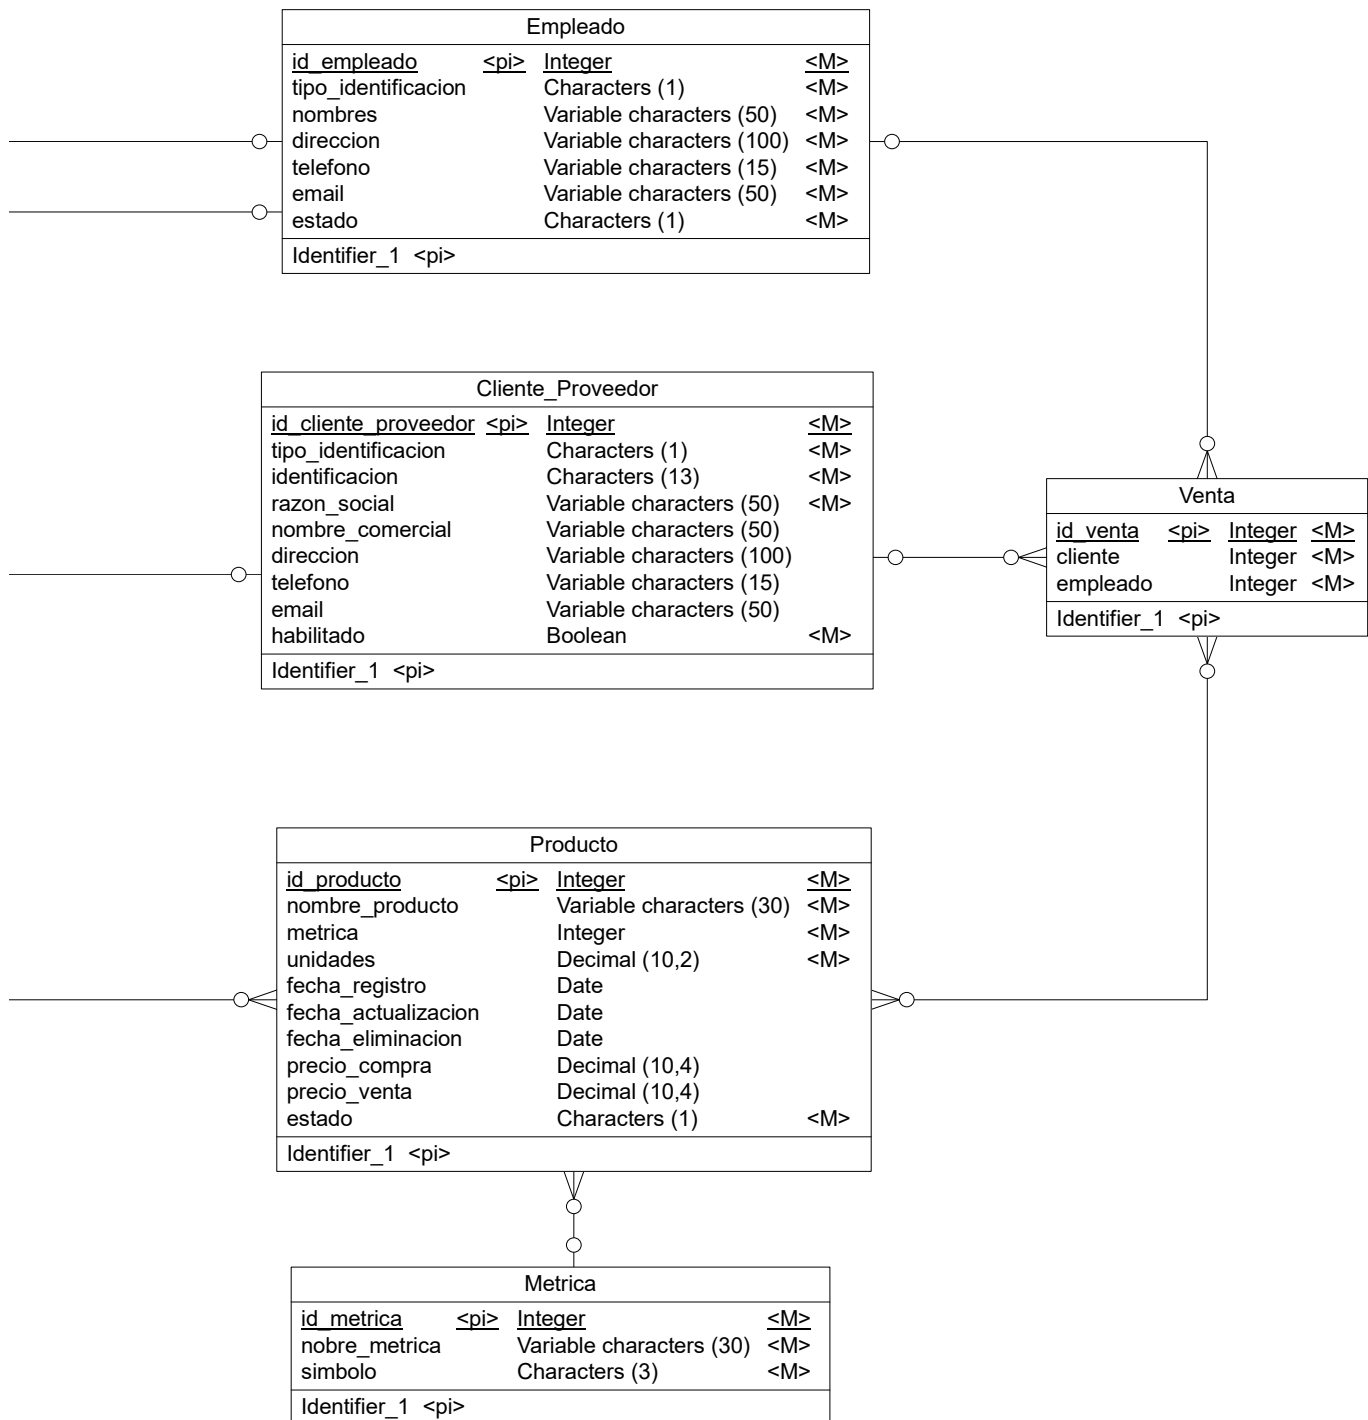 Empleado
id_empleado <pi> Integer <M>
tipo_identificacion Characters (1) <M>
nombres Variable characters (50) <M>
direccion Variable characters (100) <M>
telefono Variable characters (15) <M>
email Variable characters (50) <M>
estado Characters (1) <M>
Identifier_1 <pi>
Cliente_Proveedor
id_cliente_proveedor <pi> Integer <M>
tipo_identificacion Characters (1) <M>
identificacion Characters (13) <M>
razon_social Variable characters (50) <M>
nombre_comercial Variable characters (50)
direccion Variable characters (100)
telefono Variable characters (15)
email Variable characters (50)
habilitado Boolean <M>
Identifier_1 <pi>
Venta
id_venta <pi> Integer <M>
cliente Integer <M>
empleado Integer <M>
Identifier_1 <pi>
Producto
id_producto <pi> Integer <M>
nombre_producto Variable characters (30) <M>
metrica Integer <M>
unidades Decimal (10,2) <M>
fecha_registro Date
fecha_actualizacion Date
fecha_eliminacion Date
precio_compra Decimal (10,4)
precio_venta Decimal (10,4)
estado Characters (1) <M>
Identifier_1 <pi>
Metrica
id_metrica <pi> Integer <M>
nobre_metrica Variable characters (30) <M>
simbolo Characters (3) <M>
Identifier_1 <pi>